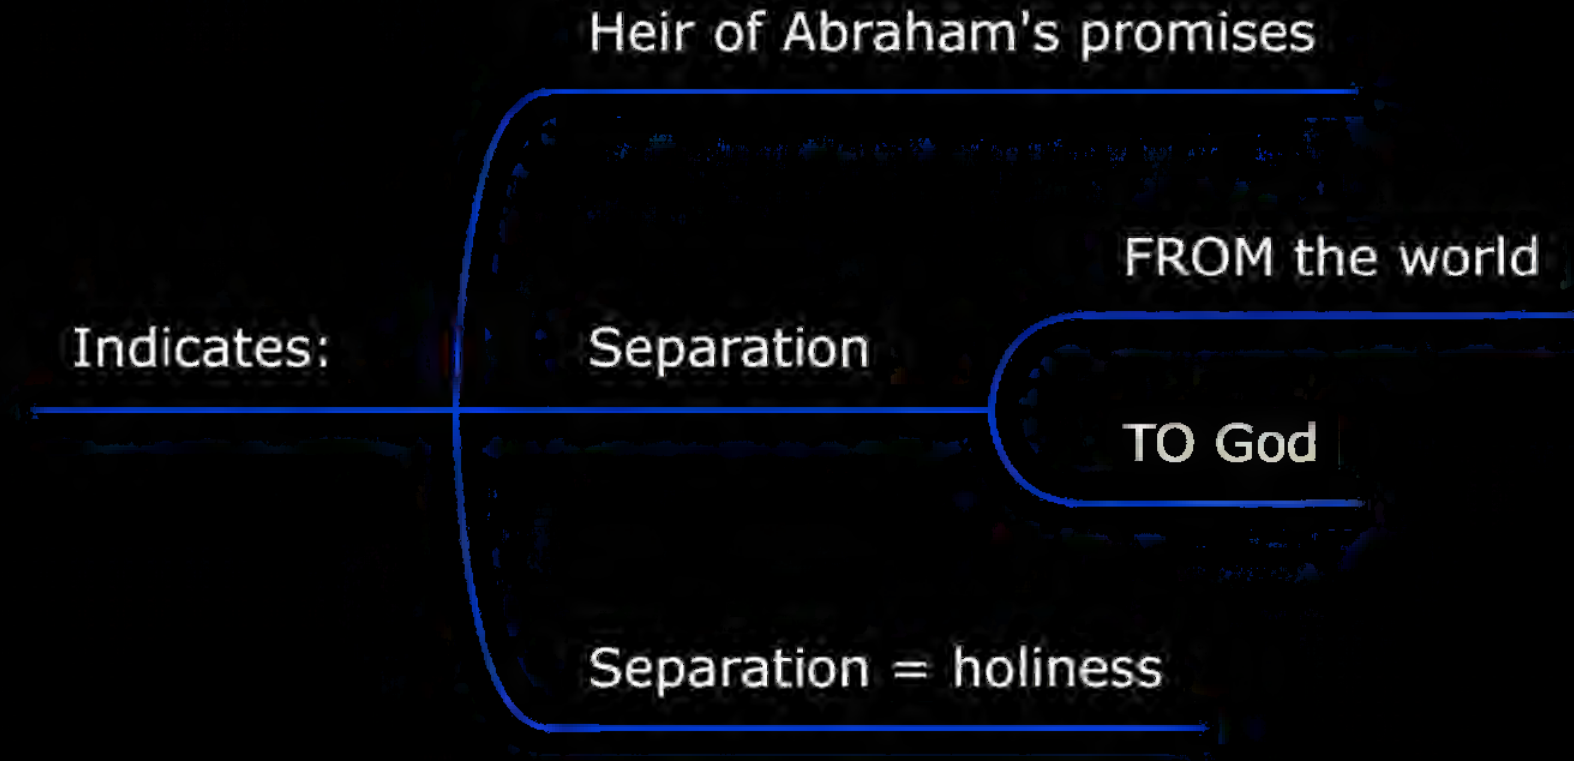 Heir of Abraham's promises
FROM the world
Indicates:
Separation
TO God
Separation = holiness